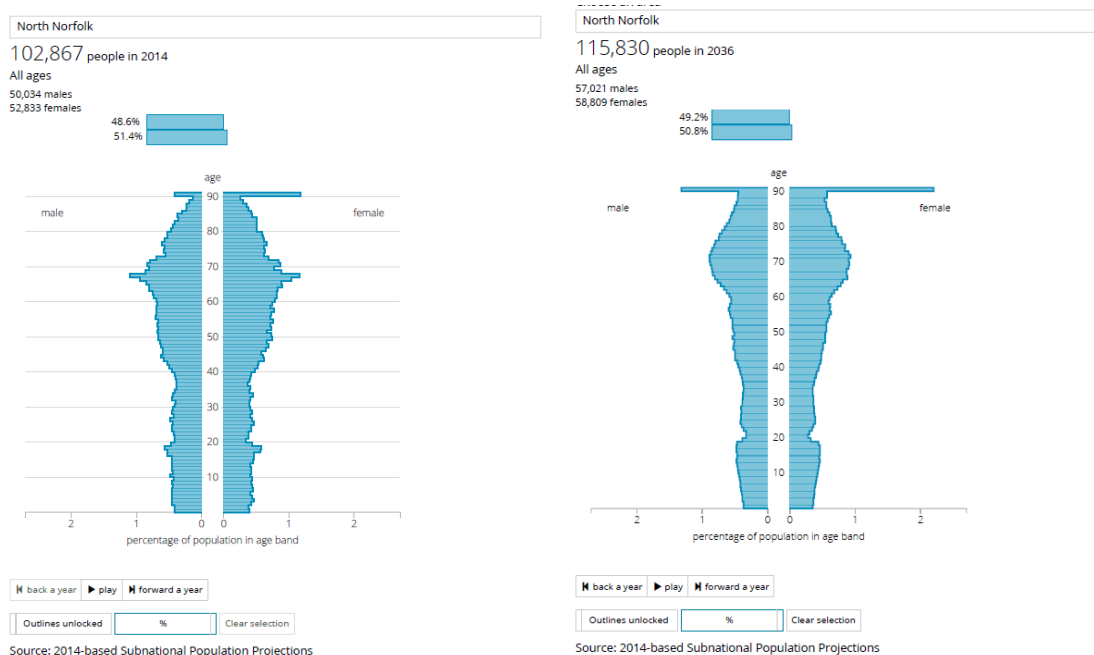 North Norfolk
102,867 people in 2014
All ages
50,034 males
52,833 females
48.6%
51.4%
age
90
male
female
80
70
60
50
40
30
20
10
2 1 0 0 1 2
percentage of population in age band
back a year play forward a year
Outlines unlocked % Clear selection
Source: 2014-based Subnational Population Projections
North Norfolk
115,830 people in 2036
All ages
57,021 males
58,809 females
49.2%
50.8%
age
90
male
female
80
70
60
50
40
30
20
10
2 1 0 0 1 2
percentage of population in age band
back a year play forward a year
Outlines unlocked % Clear selection
Source: 2014-based Subnational Population Projections